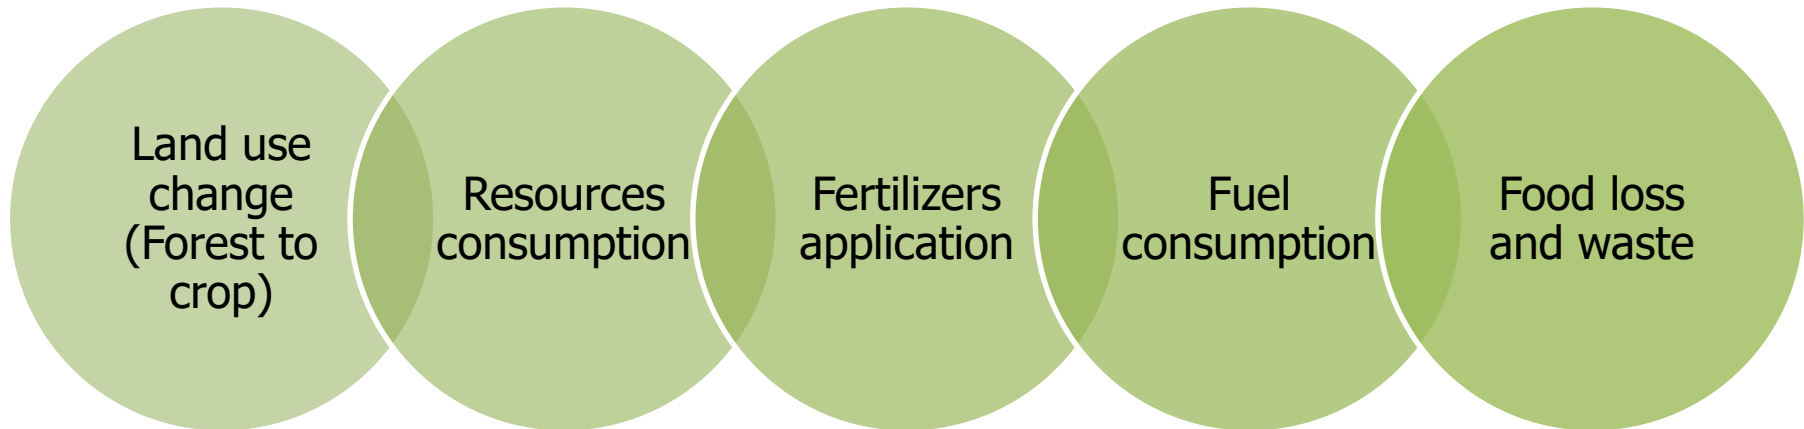 Land use
change
(Forest to
crop)
Resources
consumption
Fertilizers
application
Fuel
consumption
Food loss
and waste